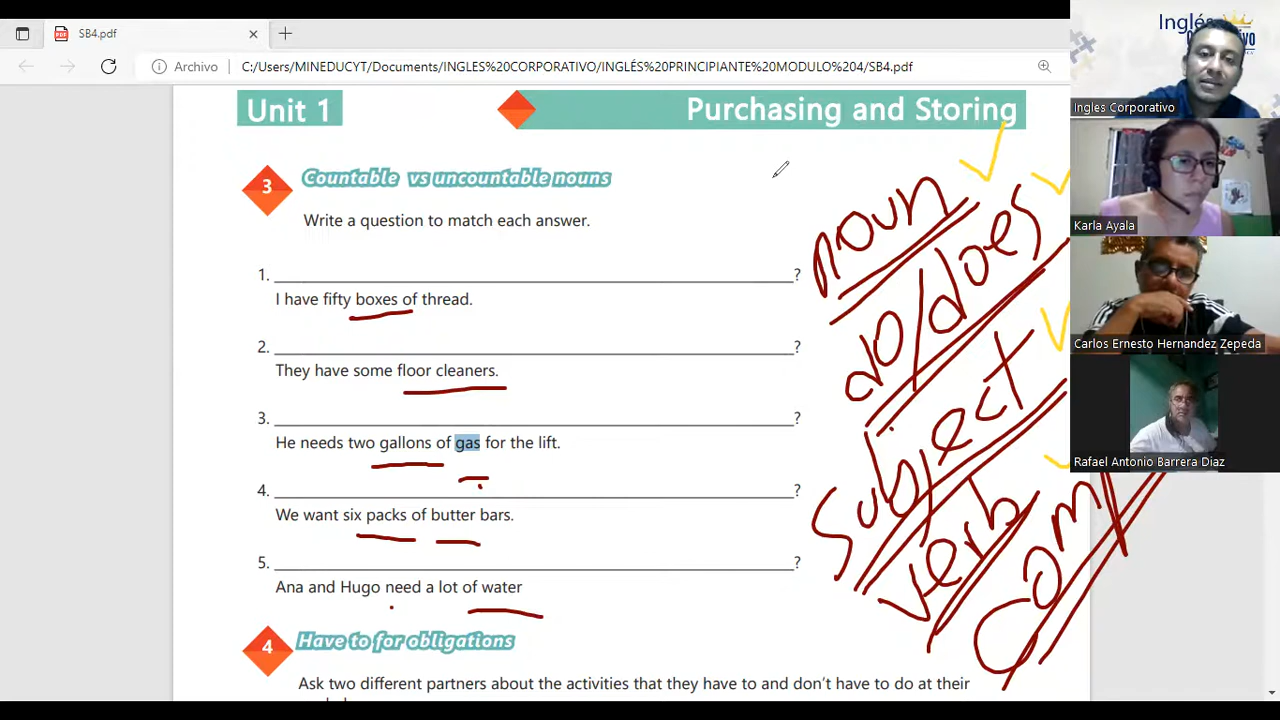 SB4.pdf
Archivo
C:/Users/MINEDUCYT/Documents/INGLES%20CORPORATIVO/INGLÉS%20PRINCIPIANTE%20MODULO%204/SB4.pdf
Unit 1
Purchasing and Storing
3
Countable vs uncountable nouns
Write a question to match each answer.
1. ?
I have fifty boxes of thread.
2. ?
They have some floor cleaners.
3. ?
He needs two gallons of gas for the lift.
4. ?
We want six packs of butter bars.
5. ?
Ana and Hugo need a lot of water
4
Have to for obligations
Ask two different partners about the activities that they have to and don't have to do at their
noun
do/does
subject
verb
Inglés
Ingles Corporativo
Karla Ayala
Carlos Ernesto Hernandez Zepeda
Rafael Antonio Barrera Diaz